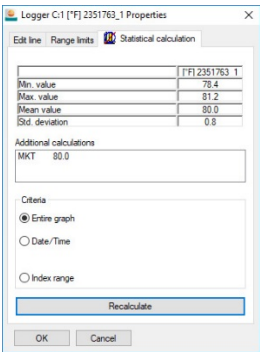 Logger C:1 [°F] 2351763_1 Properties
Edit line Range limits Statistical calculation
[°F] 2351763 1
Min. value 78.4
Max. value 81.2
Mean value 80.0
Std. deviation 0.8
Additional calculations
MKT 80.0
Criteria
Entire graph
Date/Time
Index range
Recalculate
OK Cancel